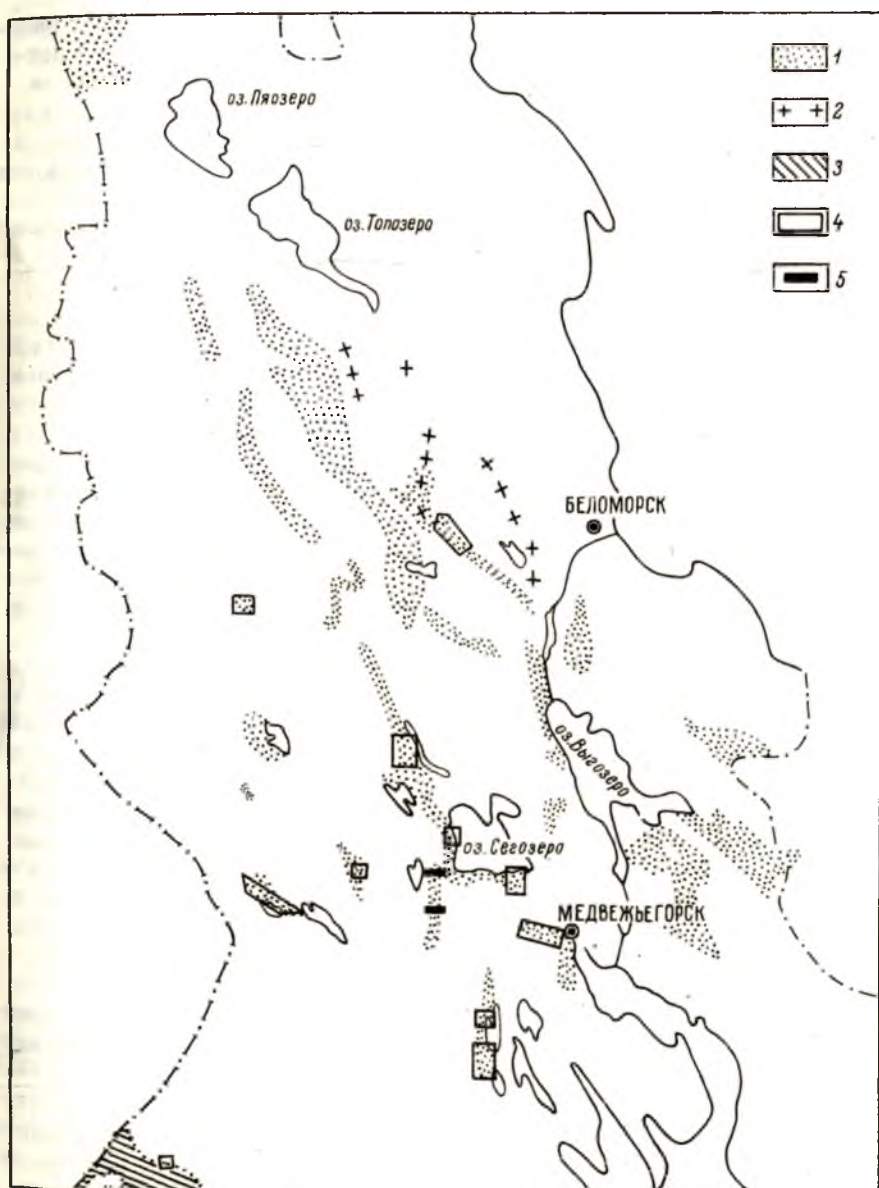 оз. Пяозеро
оз. Топозеро
1
2
3
4
5
БЕЛОМОРСК
оз. Выгозеро
оз. Сегозеро
МЕДВЕЖЬЕГОРСК